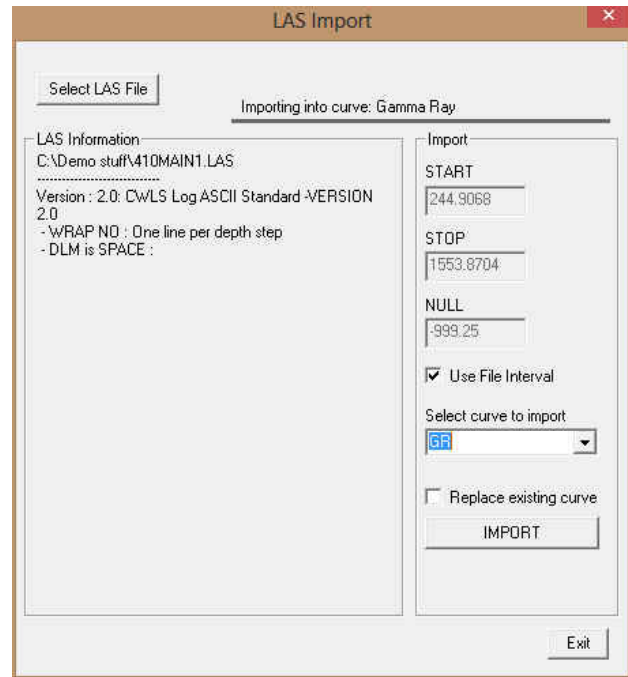 LAS Import
Select LAS File
Importing into curve: Gamma Ray
LAS Information
C:\Demo stuff\410MAIN1.LAS
----------------------------
Version : 2.0: CWLS Log ASCII Standard -VERSION
2.0
- WRAP NO : One line per depth step
- DLM is SPACE :
Import
START
244.9068
STOP
1553.8704
NULL
-999.25
Use File Interval
Select curve to import
GR
Replace existing curve
IMPORT
Exit